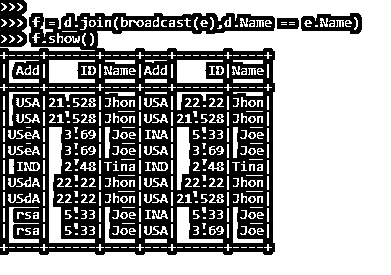 >>>
>>> f = d.join(broadcast(e),d.Name == e.Name)
>>> f.show()
+----+------+----+---+------+----+
| Add|    ID|Name|Add|    ID|Name|
+----+------+----+---+------+----+
| USA|21.528|Jhon|USA| 22.22|Jhon|
| USA|21.528|Jhon|USA|21.528|Jhon|
|USeA|  3.69| Joe|INA|  5.33| Joe|
|USeA|  3.69| Joe|USA|  3.69| Joe|
| IND|  2.48|Tina|IND|  2.48|Tina|
|USdA| 22.22|Jhon|USA| 22.22|Jhon|
|USdA| 22.22|Jhon|USA|21.528|Jhon|
| rsa|  5.33| Joe|INA|  5.33| Joe|
| rsa|  5.33| Joe|USA|  3.69| Joe|
+----+------+----+---+------+----+